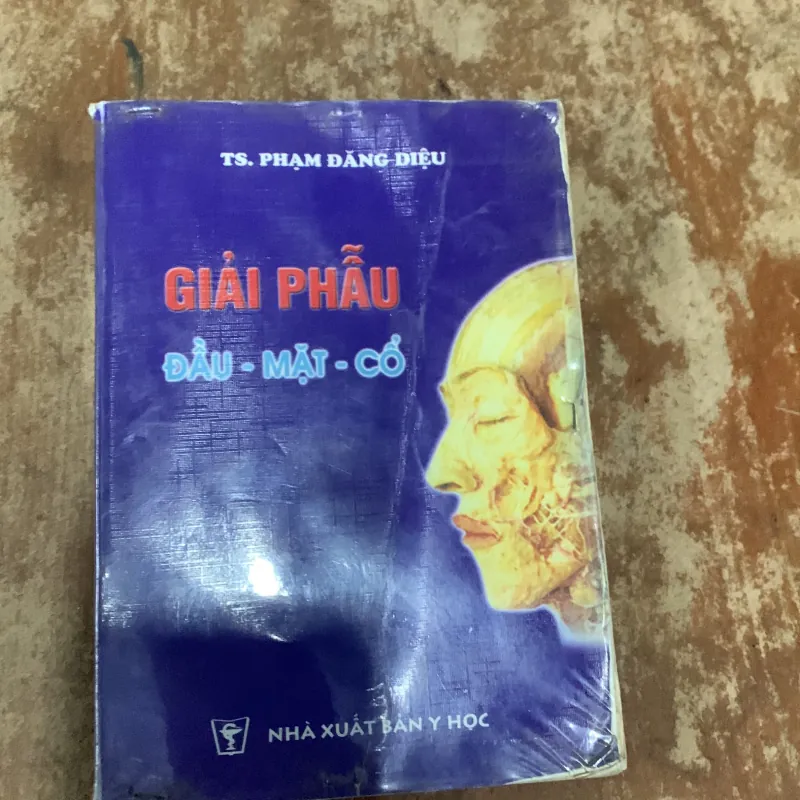 TS. PHẠM ĐĂNG DIỆU
GIẢI PHẪU
ĐẦU - MẶT - CỔ
NHÀ XUẤT BẢN Y HỌC